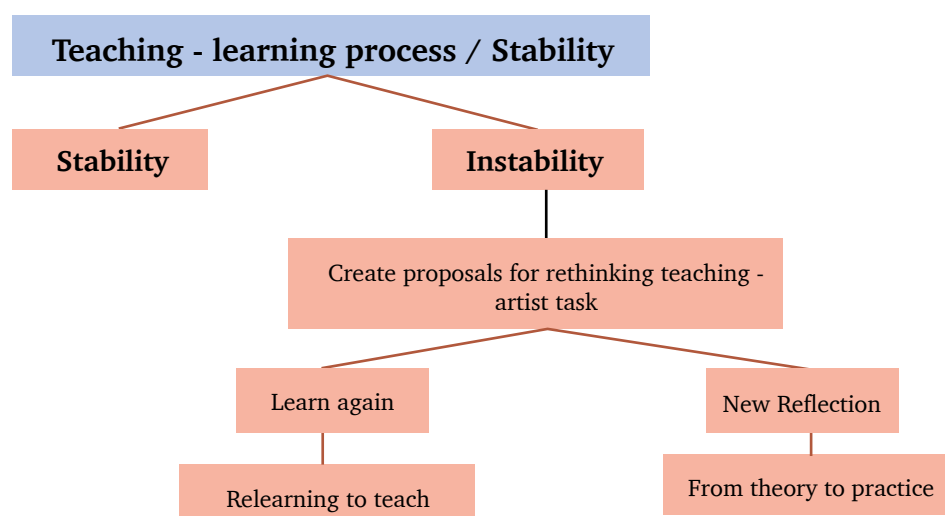 Teaching - learning process / Stability
Stability
Instability
Create proposals for rethinking teaching -
artist task
Learn again
New Reflection
Relearning to teach
From theory to practice